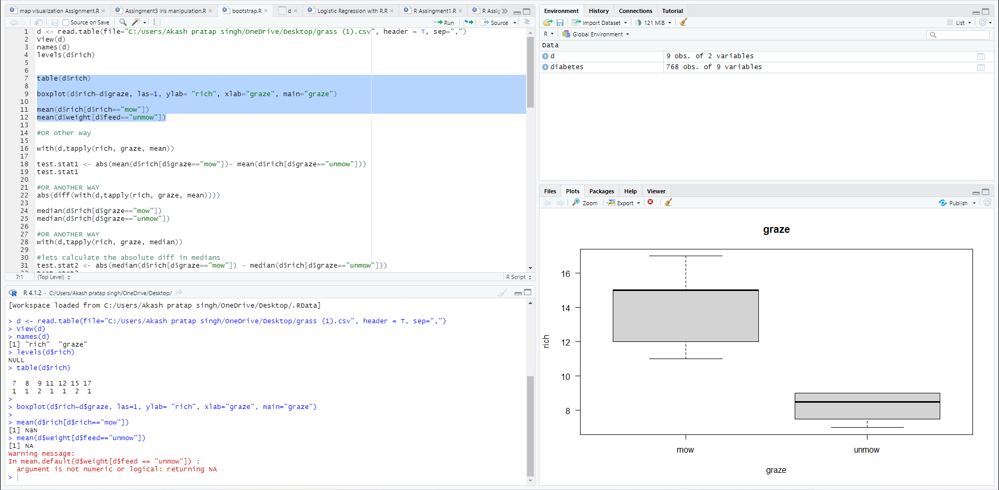 map visualization Assignment.R
Assingment3 iris manipulation.R
bootstrap.R
d
Logistic Regression with R.R
R Assingment1.R
R Assig
Source on Save
Run
Source
1 d <- read.table(file="C:/Users/Akash pratap singh/OneDrive/Desktop/grass (1).csv", header = T, sep=",")
2 View(d)
3 names(d)
4 levels(d$rich)
5
6
7 table(d$rich)
8
9 boxplot(d$rich~d$graze, las=1, ylab= "rich", xlab="graze", main="graze")
10
11 mean(d$rich[d$rich=="mow"])
12 mean(d$weight[d$feed=="unmow"])
13
14 #OR other way
15
16 with(d,tapply(rich, graze, mean))
17
18 test.stat1 <- abs(mean(d$rich[d$graze=="mow"])- mean(d$rich[d$graze=="unmow"]))
19 test.stat1
20
21 #OR ANOTHER WAY
22 abs(diff(with(d,tapply(rich, graze, mean))))
23
24 median(d$rich[d$graze=="mow"])
25 median(d$rich[d$graze=="unmow"])
26
27 #OR ANOTHER WAY
28 with(d,tapply(rich, graze, median))
29
30 #lets calculate the absolute diff in medians
31 test.stat2 <- abs(median(d$rich[d$graze=="mow"]) - median(d$rich[d$graze=="unmow"]))
7:1 (Top Level) R Script
R 4.1.2 · C:/Users/Akash pratap singh/OneDrive/Desktop/
[Workspace loaded from C:/Users/Akash pratap singh/OneDrive/Desktop/.RData]
> d <- read.table(file="C:/Users/Akash pratap singh/OneDrive/Desktop/grass (1).csv", header = T, sep=",")
> View(d)
> names(d)
[1] "rich"  "graze"
> levels(d$rich)
NULL
> table(d$rich)
7 8 9 11 12 15 17
1 1 2 1 1 2 1
>
> boxplot(d$rich~d$graze, las=1, ylab= "rich", xlab="graze", main="graze")
>
> mean(d$rich[d$rich=="mow"])
[1] NaN
> mean(d$weight[d$feed=="unmow"])
[1] NA
Warning message:
In mean.default(d$weight[d$feed == "unmow"]) :
argument is not numeric or logical: returning NA
>
Environment History Connections Tutorial
Import Dataset 121 MiB List
R Global Environment
Data
d 9 obs. of 2 variables
diabetes 768 obs. of 9 variables
Files Plots Packages Help Viewer
Zoom Export Publish
graze
16
14
12
10
8
rich
mow unmow
graze